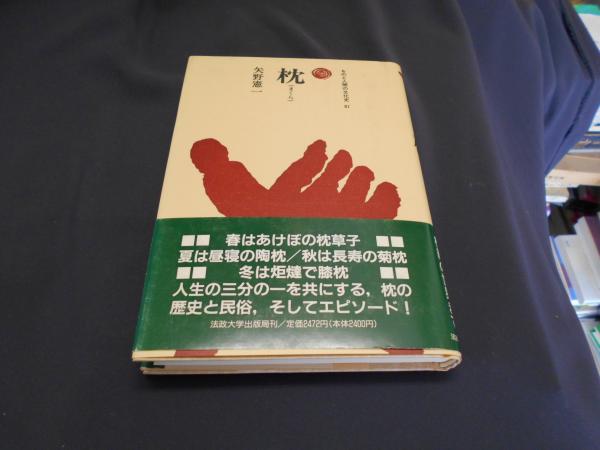 ものと人間の文化史 81
枕
(まくら)
矢野憲一
春はあけぼの枕草子
夏は昼寝の陶枕／秋は長寿の菊枕
冬は炬燵で膝枕
人生の三分の一を共にする，枕の
歴史と民俗，そしてエピソード！
法政大学出版局刊／定価2472円(本体2400円)